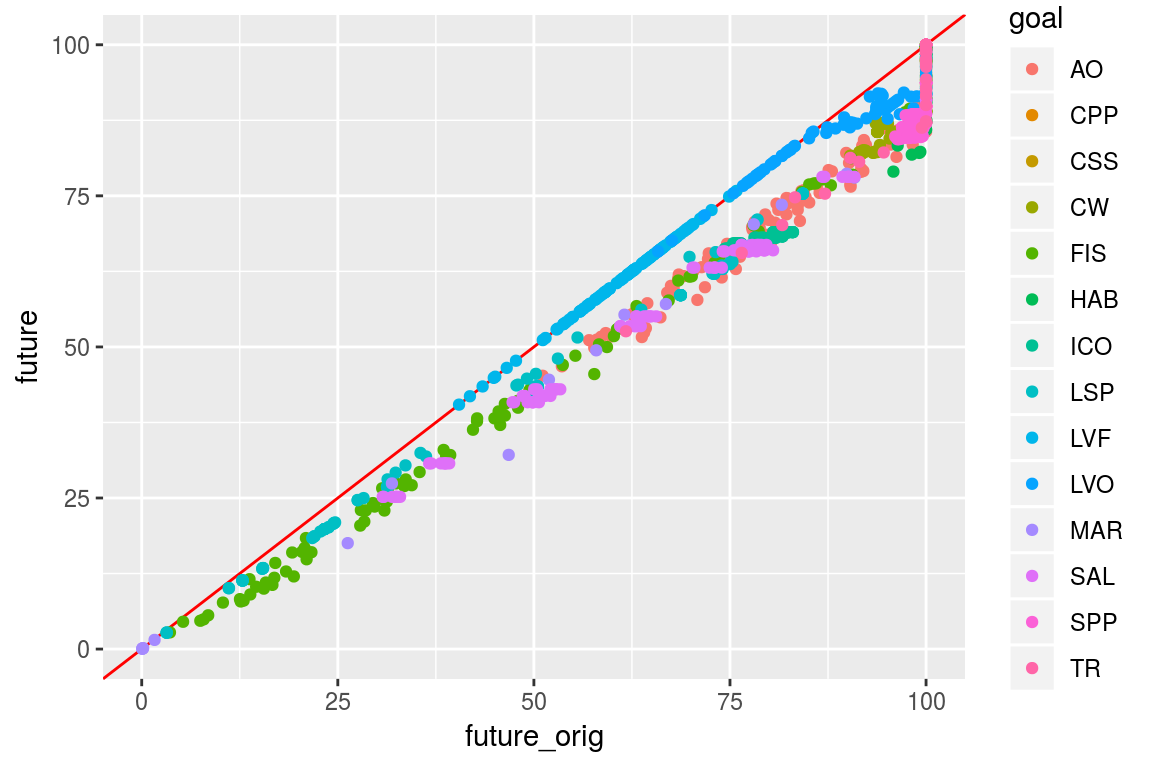 goal
100
75
50
25
0
future
0
25
50
75
100
future_orig
AO
CPP
CSS
CW
FIS
HAB
ICO
LSP
LVF
LVO
MAR
SAL
SPP
TR